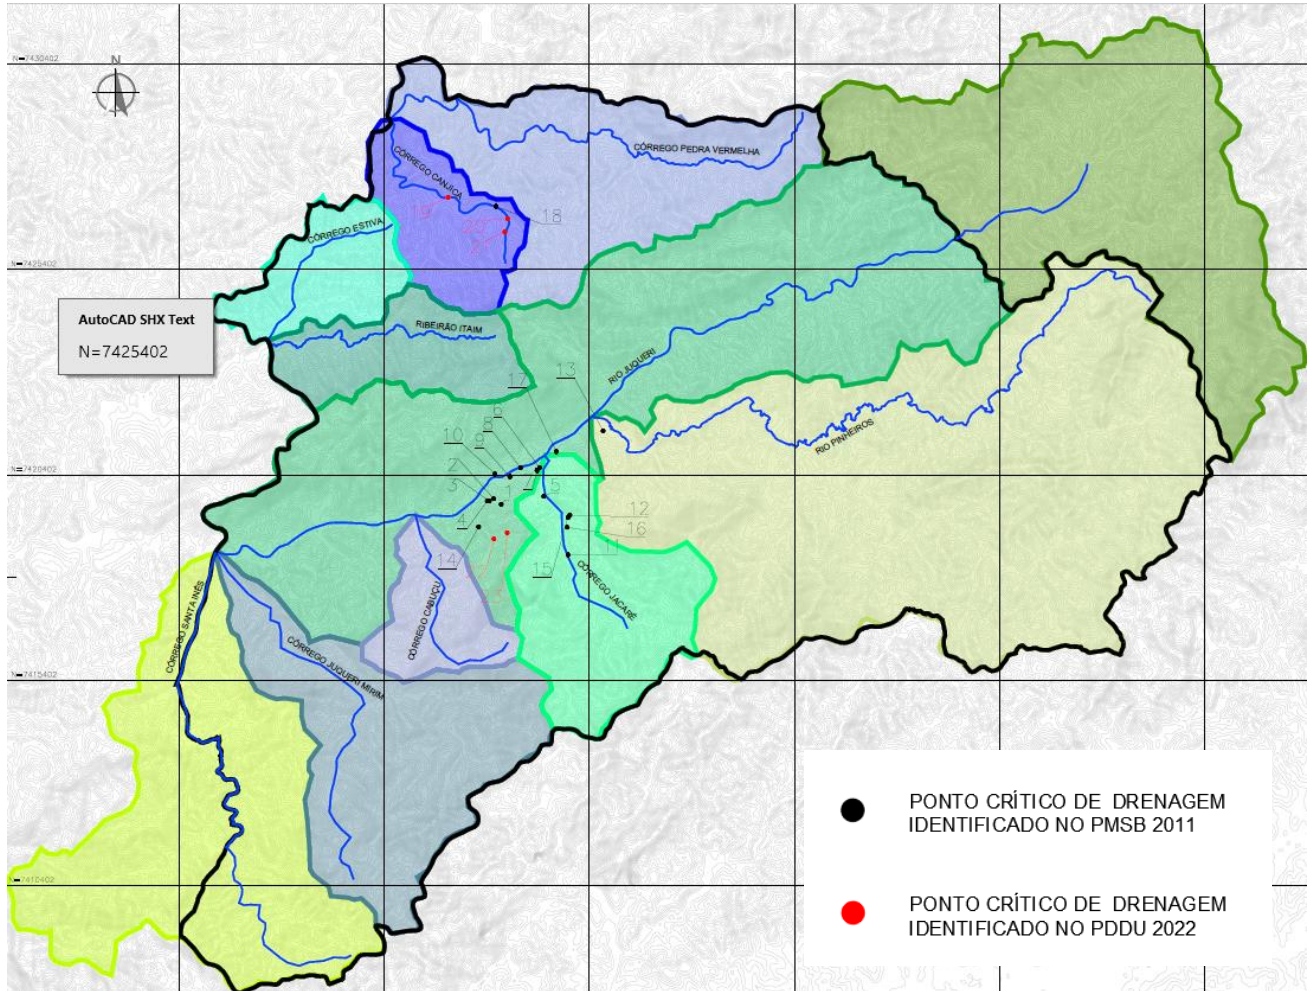 N=7430402
N
CÓRREGO PEDRA VERMELHA
CÓRREGO CANJICA
19
18
20
CÓRREGO ESTIVA
N=7425402
AutoCAD SHX Text
N=7425402
RIBEIRÃO ITAIM
RIO JUQUERI
13
17
6
8
10
9
RIO PINHEIROS
N=7420402
2
3
1
7
5
4
12
16
14
15
11
CÓRREGO JACARÉ
CÓRREGO CABUÇU
CÓRREGO SANTA INÊS
CÓRREGO JUQUERI MIRIM
N=7415402
N=7410402
PONTO CRÍTICO DE DRENAGEM
IDENTIFICADO NO PMSB 2011
PONTO CRÍTICO DE DRENAGEM
IDENTIFICADO NO PDDU 2022